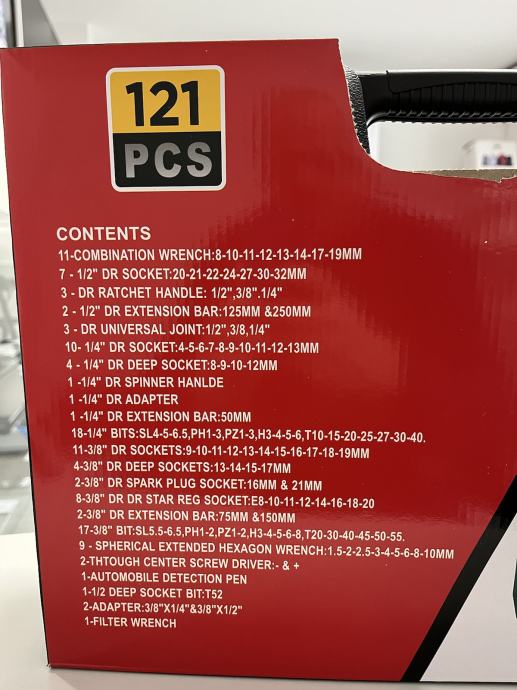 121
PCS
CONTENTS
11-COMBINATION WRENCH:8-10-11-12-13-14-17-19MM
7 - 1/2" DR SOCKET:20-21-22-24-27-30-32MM
3 - DR RATCHET HANDLE: 1/2",3/8".1/4"
2 - 1/2" DR EXTENSION BAR:125MM &250MM
3 - DR UNIVERSAL JOINT:1/2",3/8,1/4"
10- 1/4" DR SOCKET:4-5-6-7-8-9-10-11-12-13MM
4 - 1/4" DR DEEP SOCKET:8-9-10-12MM
1 -1/4" DR SPINNER HANLDE
1 -1/4" DR ADAPTER
1 -1/4" DR EXTENSION BAR:50MM
18-1/4" BITS:SL4-5-6.5,PH1-3,PZ1-3,H3-4-5-6,T10-15-20-25-27-30-40.
11-3/8" DR SOCKETS:9-10-11-12-13-14-15-16-17-18-19MM
4-3/8" DR DEEP SOCKETS:13-14-15-17MM
2-3/8" DR SPARK PLUG SOCKET:16MM & 21MM
8-3/8" DR DR STAR REG SOCKET:E8-10-11-12-14-16-18-20
2-3/8" DR EXTENSION BAR:75MM &150MM
17-3/8" BIT:SL5.5-6.5,PH1-2,PZ1-2,H3-4-5-6-8,T20-30-40-45-50-55.
9 - SPHERICAL EXTENDED HEXAGON WRENCH:1.5-2-2.5-3-4-5-6-8-10MM
2-THTOUGH CENTER SCREW DRIVER:- & +
1-AUTOMOBILE DETECTION PEN
1-1/2 DEEP SOCKET BIT:T52
2-ADAPTER:3/8"X1/4"&3/8"X1/2"
1-FILTER WRENCH